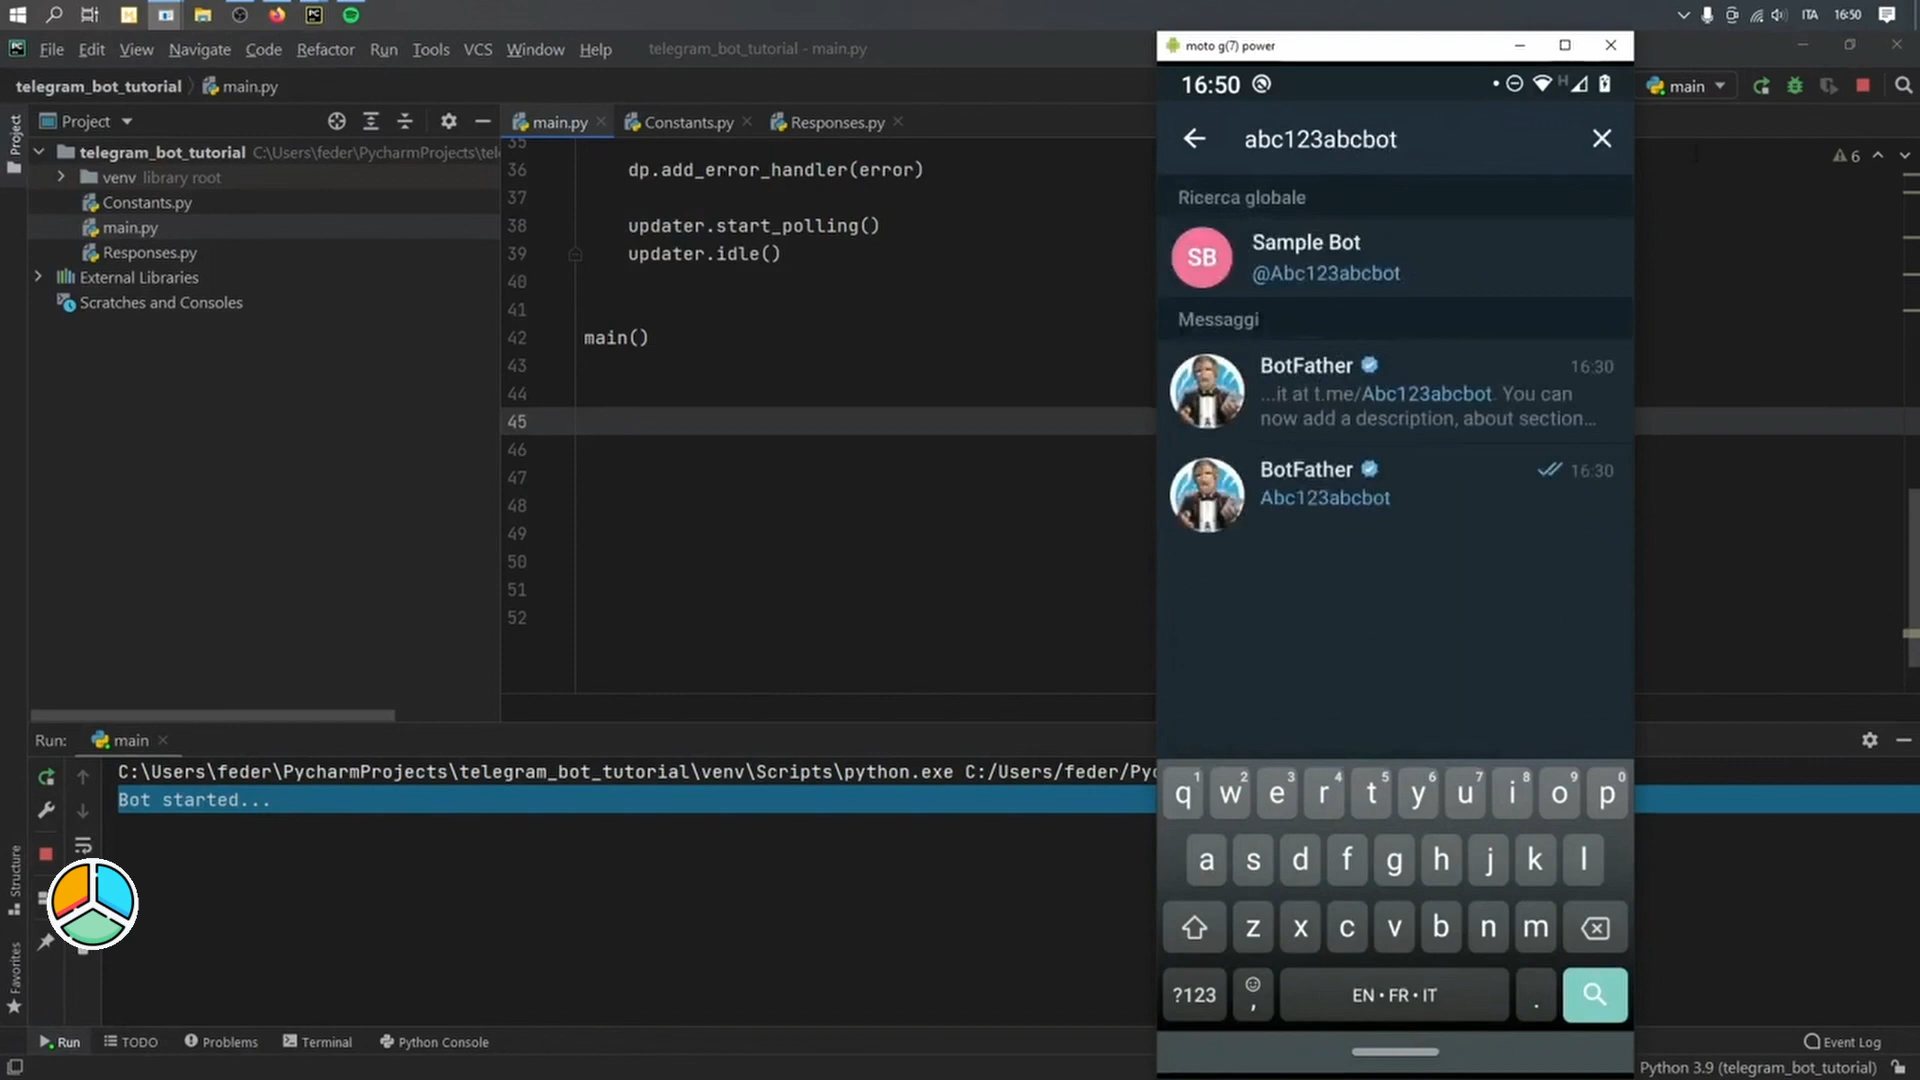 ITA
16:50
File Edit View Navigate Code Refactor Run Tools VCS Window Help
telegram_bot_tutorial - main.py
telegram_bot_tutorial
main.py
main
Project
Project
main.py
Constants.py
Responses.py
6
telegram_bot_tutorial C:\Users\feder\PycharmProjects\tel
venv library root
Constants.py
main.py
Responses.py
External Libraries
Scratches and Consoles
35
36 dp.add_error_handler(error)
37
38 updater.start_polling()
39 updater.idle()
40
41
42 main()
43
44
45
46
47
48
49
50
51
52
moto g(7) power
16:50
H
abc123abcbot
Ricerca globale
SB
Sample Bot
@Abc123abcbot
Messaggi
BotFather 16:30
...it at t.me/Abc123abcbot. You can
now add a description, about section...
BotFather 16:30
Abc123abcbot
q1 w2 e3 r4 t5 y6 u7 i8 o9 p0
a s d f g h j k l
z x c v b n m
?123 , EN • FR • IT .
Run: main
C:\Users\feder\PycharmProjects\telegram_bot_tutorial\venv\Scripts\python.exe C:/Users/feder/Pyc
Bot started...
Structure
Favorites
Run TODO Problems Terminal Python Console
Event Log
Python 3.9 (telegram_bot_tutorial)